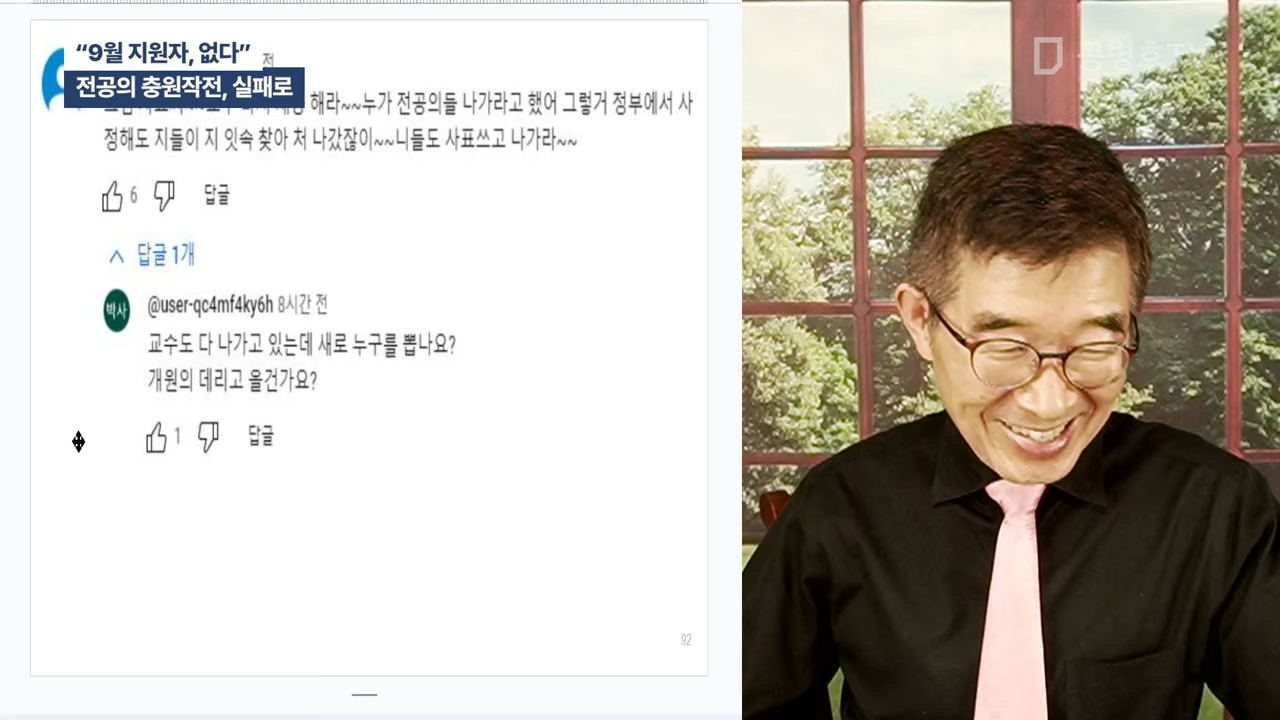 “9월 지원자, 없다”
전
전공의 충원작전, 실패로
해라~~누가 전공의들 나가라고 했어 그렇거 정부에서 사
정해도 지들이 지 잇속 찾아 처 나갔잖이~~니들도 사표쓰고 나가라~~
6 답글
답글 1개
박사
@user-qc4mf4ky6h 8시간 전
교수도 다 나가고 있는데 새로 누구를 뽑나요?
개원의 데리고 올건가요?
1 답글
92